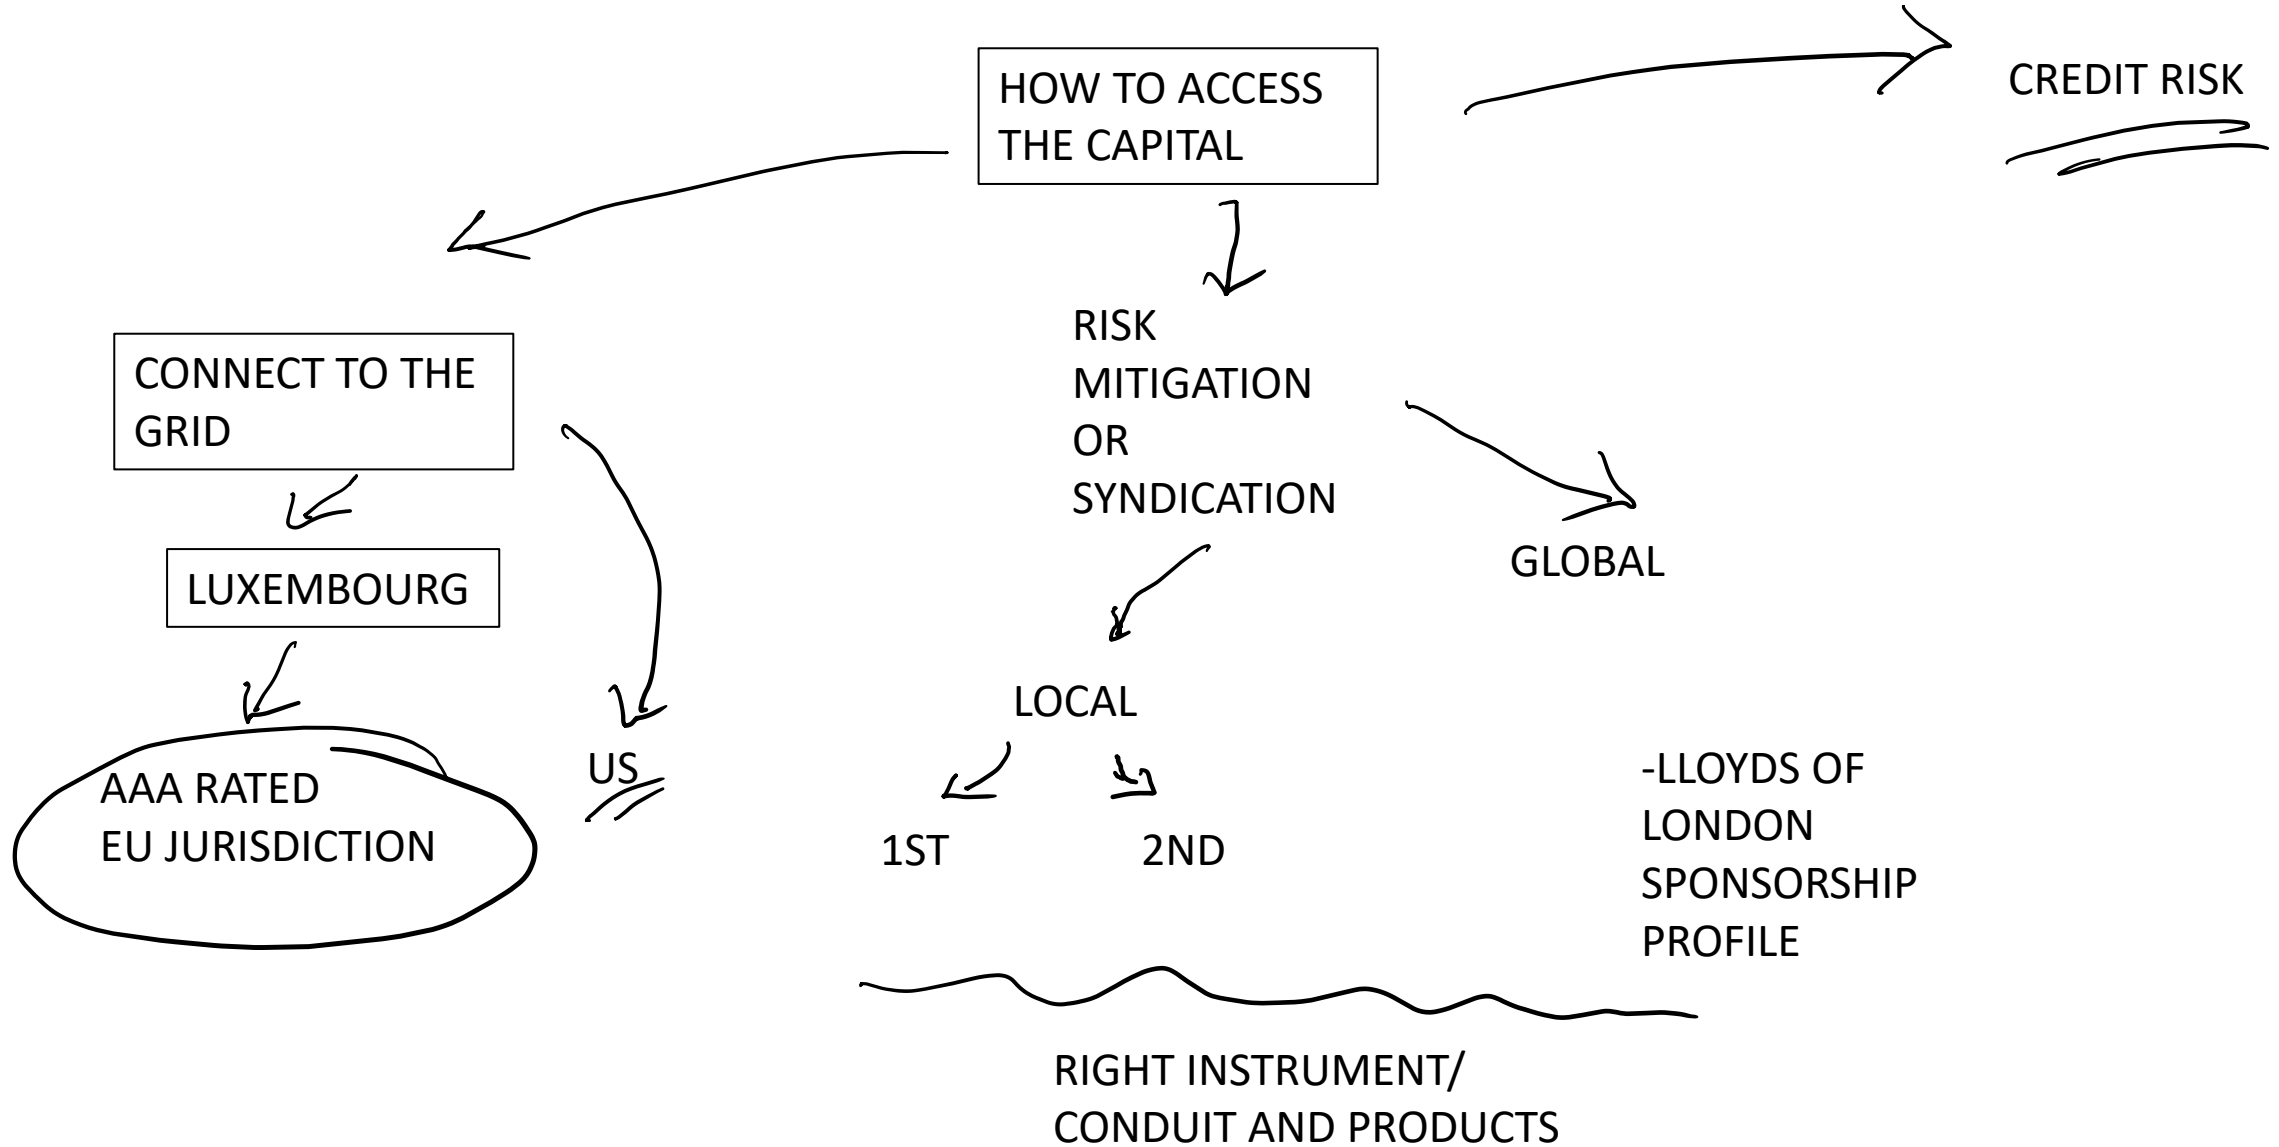 HOW TO ACCESS
THE CAPITAL
CREDIT RISK
CONNECT TO THE
GRID
LUXEMBOURG
AAA RATED
EU JURISDICTION
US
RISK
MITIGATION
OR
SYNDICATION
GLOBAL
LOCAL
1ST
2ND
-LLOYDS OF
LONDON
SPONSORSHIP
PROFILE
RIGHT INSTRUMENT/
CONDUIT AND PRODUCTS